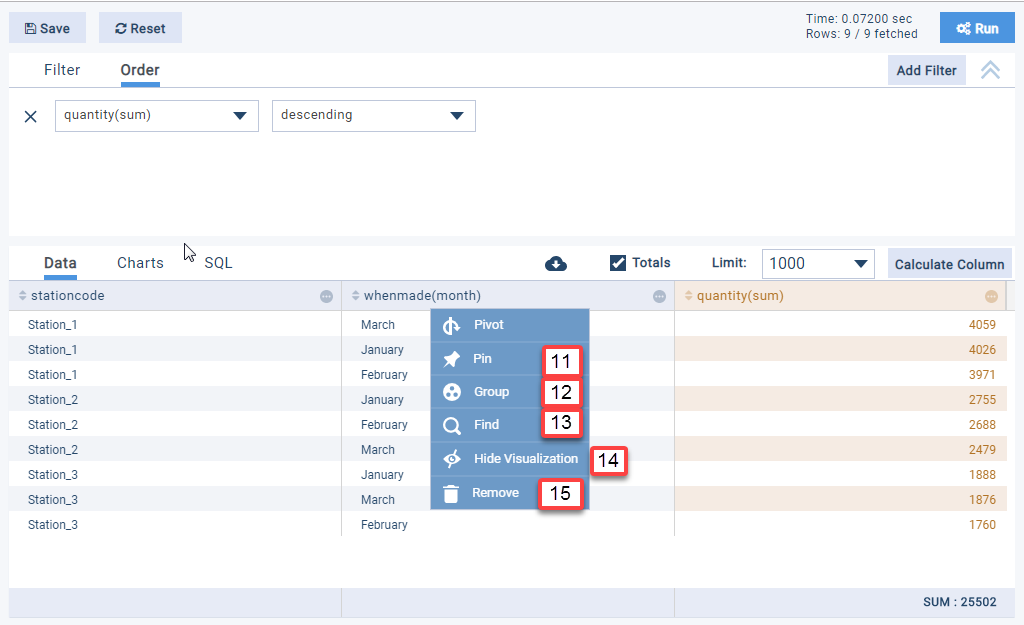 Save
Reset
Time: 0.07200 sec
Rows: 9 / 9 fetched
Run
Filter
Order
Add Filter
quantity(sum)
descending
Data
Charts
SQL
Totals
Limit:
1000
Calculate Column
stationcode
whenmade(month)
quantity(sum)
Station_1
March
4059
Station_1
January
4026
Station_1
February
3971
Station_2
January
2755
Station_2
February
2688
Station_2
March
2479
Station_3
January
1888
Station_3
March
1876
Station_3
February
1760
Pivot
Pin
11
Group
12
Find
13
Hide Visualization
14
Remove
15
SUM : 25502